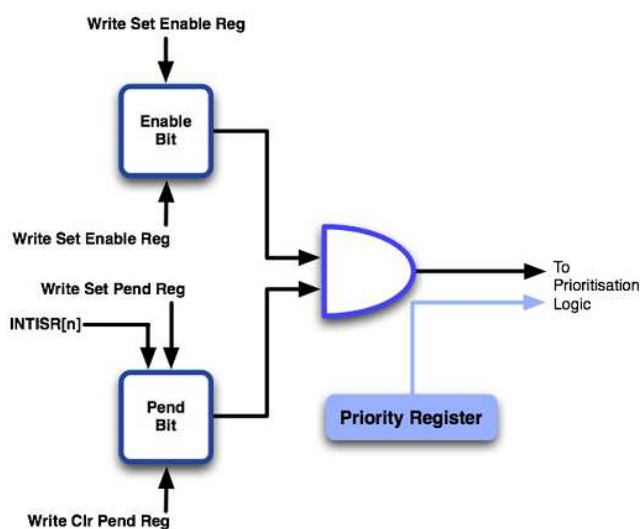 Write Set Enable Reg
Enable
Bit
Write Set Enable Reg
Write Set Pend Reg
INTISR[n]
Pend
Bit
Write Clr Pend Reg
To
Prioritisation
Logic
Priority Register